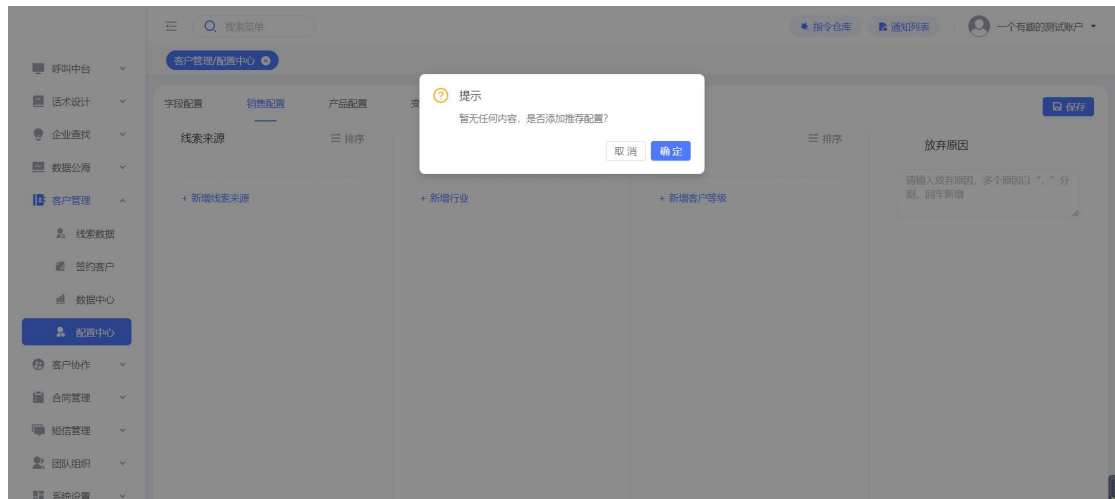 搜索菜单
指令仓库
通知列表
一个有趣的测试账户
客户管理/配置中心
呼叫中台
话术设计
企业查找
数据公海
客户管理
线索数据
签约客户
数据中心
配置中心
客户协作
合同管理
短信管理
团队组织
系统设置
字段配置
销售配置
产品配置
保存
提示
暂无任何内容，是否添加推荐配置?
取消
确定
线索来源
排序
+ 新增线索来源
+ 新增行业
排序
+ 新增客户等级
放弃原因
请输入放弃原因，多个原因以“，”分
割，回车新增